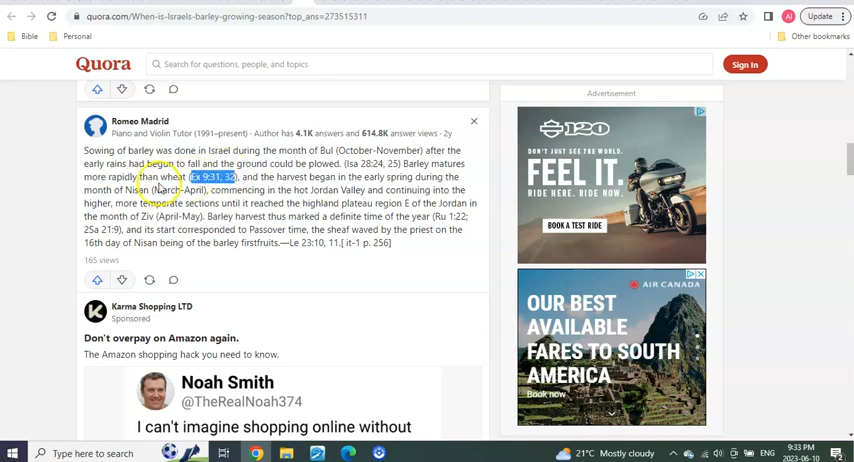 quora.com/When-is-Israels-barley-growing-season?top_ans=273515311
Update
Bible
Personal
Other bookmarks
Quora
Search for questions, people, and topics
Sign In
Advertisement
Romeo Madrid
Piano and Violin Tutor (1991–present) · Author has 4.1K answers and 614.8K answer views · 2y
Sowing of barley was done in Israel during the month of Bul (October-November) after the
early rains had begun to fall and the ground could be plowed. (Isa 28:24, 25) Barley matures
more rapidly than wheat (Ex 9:31, 32), and the harvest began in the early spring during the
month of Nisan (March-April), commencing in the hot Jordan Valley and continuing into the
higher, more temperate sections until it reached the highland plateau region E of the Jordan in
the month of Ziv (April-May). Barley harvest thus marked a definite time of the year (Ru 1:22;
2Sa 21:9), and its start corresponded to Passover time, the sheaf waved by the priest on the
16th day of Nisan being of the barley firstfruits.—Le 23:10, 11.[ it-1 p. 256]
165 views
Karma Shopping LTD
Sponsored
Don't overpay on Amazon again.
The Amazon shopping hack you need to know.
Noah Smith
@TheRealNoah374
I can't imagine shopping online without
120
DON'T JUST SEE THE WORLD.
FEEL IT.
RIDE HERE. RIDE NOW.
BOOK A TEST RIDE
AIR CANADA
OUR BEST
AVAILABLE
FARES TO SOUTH
AMERICA
Book now
Type here to search
21°C Mostly cloudy
ENG
9:33 PM
2023-06-10
2